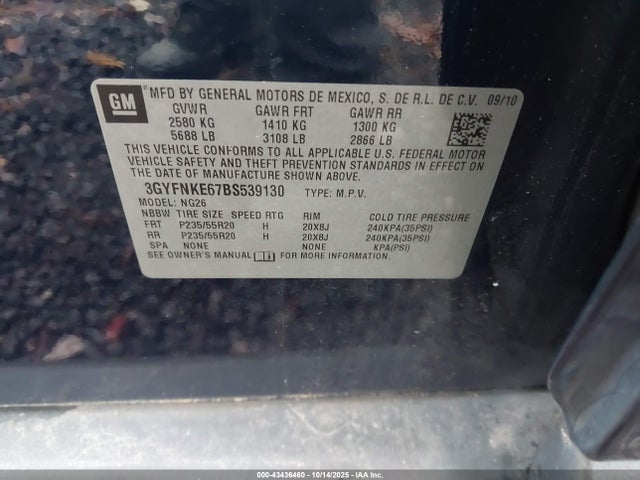 GM MFD BY GENERAL MOTORS DE MEXICO, S. DE R.L. DE C.V. 09/10
GVWR GAWR FRT GAWR RR
2580 KG 1410 KG 1300 KG
5688 LB 3108 LB 2866 LB
THIS VEHICLE CONFORMS TO ALL APPLICABLE U.S. FEDERAL MOTOR
VEHICLE SAFETY AND THEFT PREVENTION STANDARDS IN EFFECT ON
THE DATE OF MANUFACTURE SHOWN ABOVE.
3GYFNKE67BS539130 TYPE: M.P.V.
MODEL: NG26
NBBW TIRE SIZE SPEED RTG RIM COLD TIRE PRESSURE
FRT P235/55R20 H 20X8J 240KPA(35PSI)
RR P235/55R20 H 20X8J 240KPA(35PSI)
SPA NONE NONE KPA(PSI)
SEE OWNER'S MANUAL FOR MORE INFORMATION.
000-43436460 10/14/2025 IAAI.com